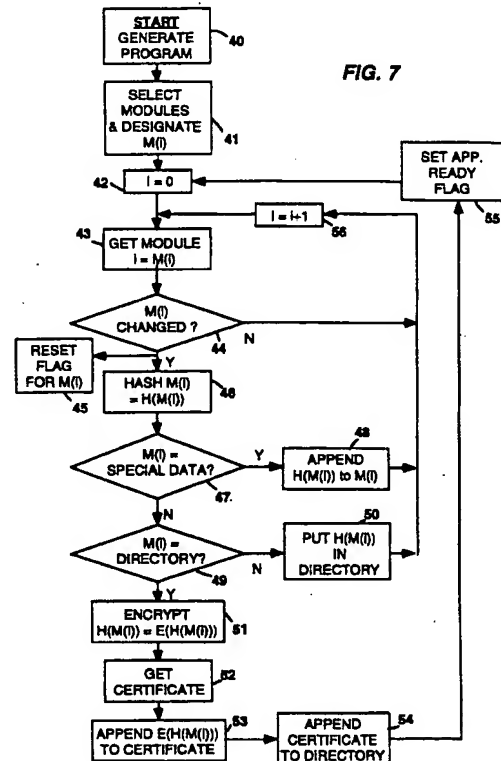 START
GENERATE
PROGRAM
40
FIG. 7
SELECT
MODULES
& DESIGNATE
M(I)
41
SET APP.
READY
FLAG
55
42
I = 0
I = I+1
56
43
GET MODULE
I = M(I)
M(I)
CHANGED ?
44
N
RESET
FLAG
FOR M(I)
45
Y
HASH M(I)
= H(M(I))
46
M(I) =
SPECIAL DATA?
47
Y
48
APPEND
H(M(I)) to M(I)
N
M(I) =
DIRECTORY?
49
N
50
PUT H(M(I))
IN
DIRECTORY
Y
ENCRYPT
H(M(I)) = E(H(M(I)))
51
GET
CERTIFICATE
52
APPEND E(H(M(I)))
TO CERTIFICATE
53
APPEND
CERTIFICATE
TO DIRECTORY
54